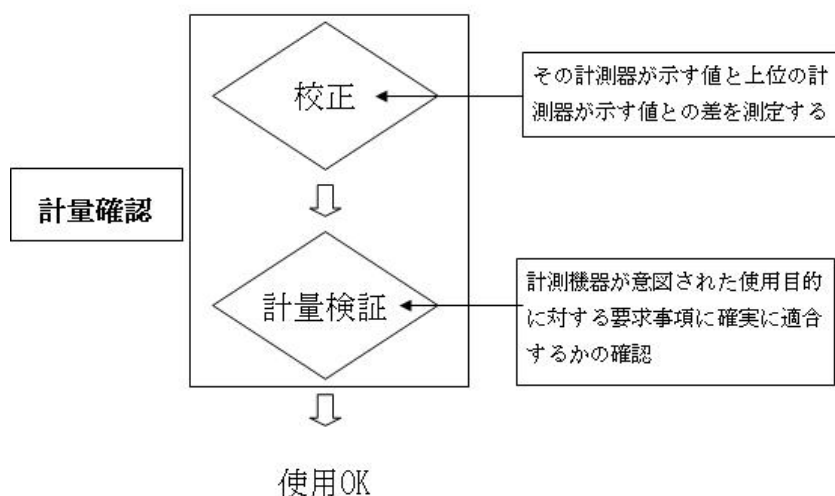 校正
その計測器が示す値と上位の計
測器が示す値との差を測定する
計量確認
計量検証
計測機器が意図された使用目的
に対する要求事項に確実に適合
するかの確認
使用OK